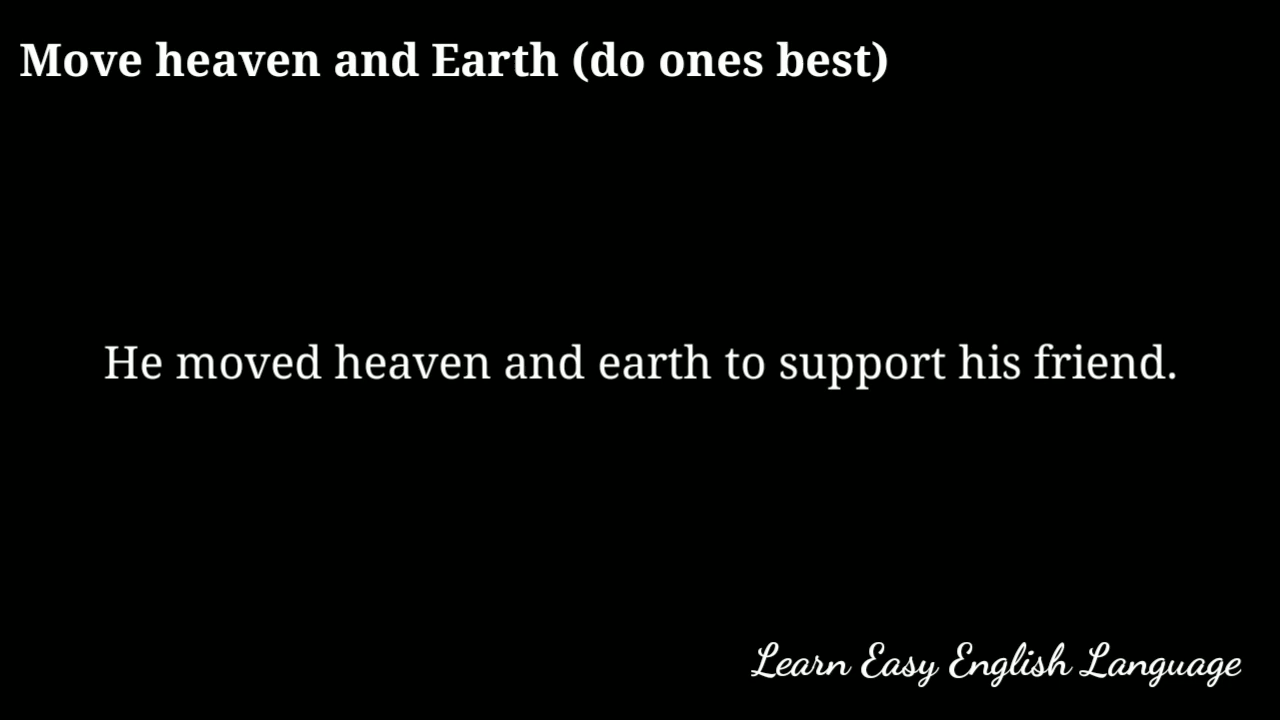 Move heaven and Earth (do ones best)
He moved heaven and earth to support his friend.
Learn Easy English Language